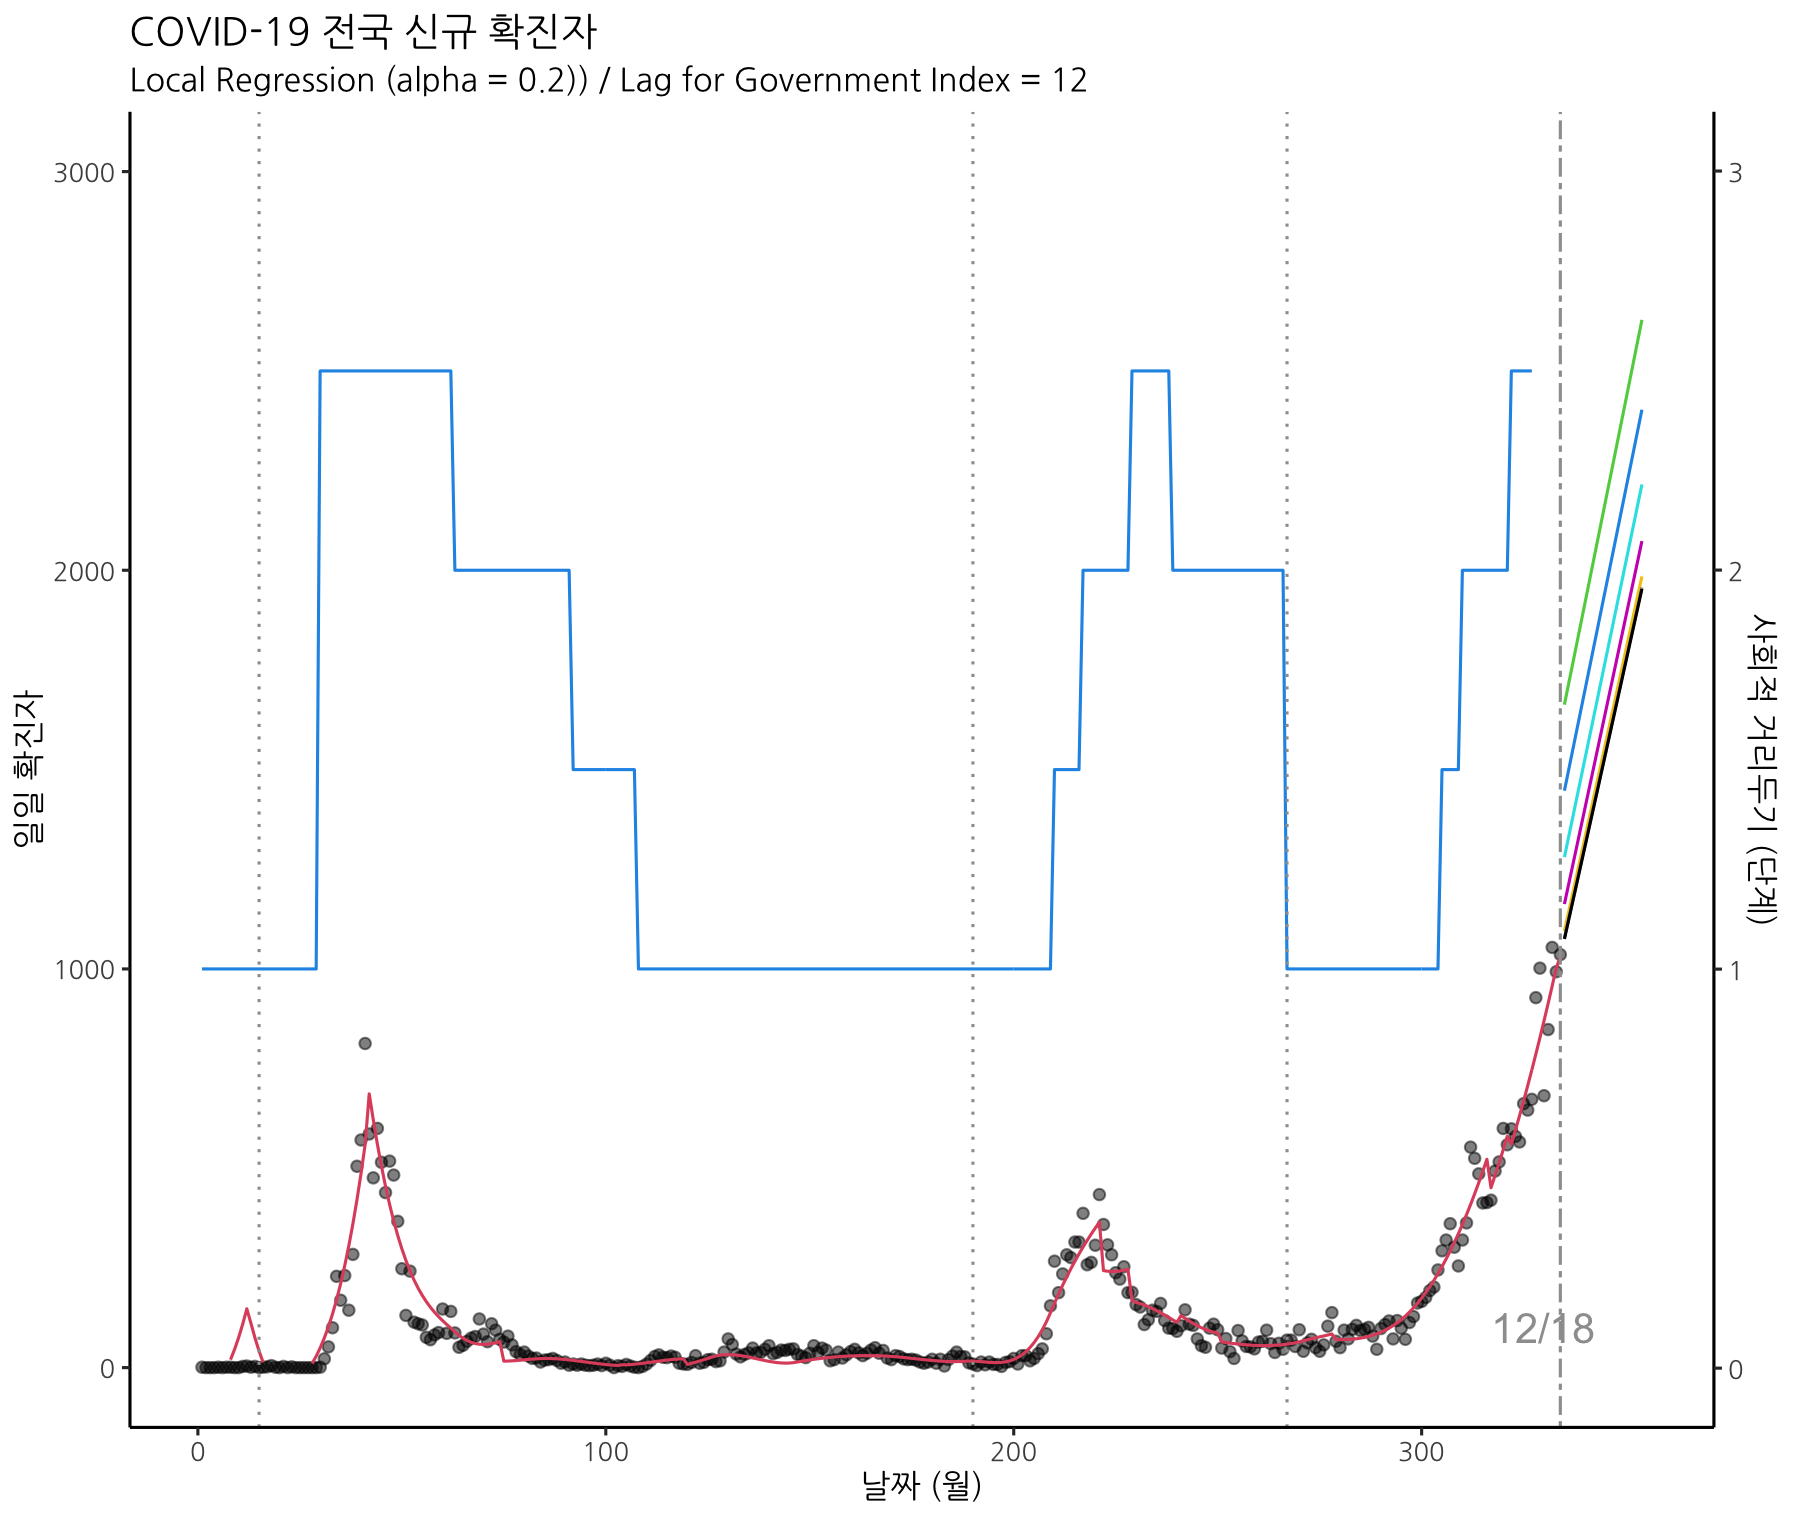 COVID-19 전국 신규 확진자
Local Regression (alpha = 0.2)) / Lag for Government Index = 12
3000
2000
1000
0
일일 확진자
3
2
1
0
사회적 거리두기 (단계)
12/18
0
100
200
300
날짜 (월)